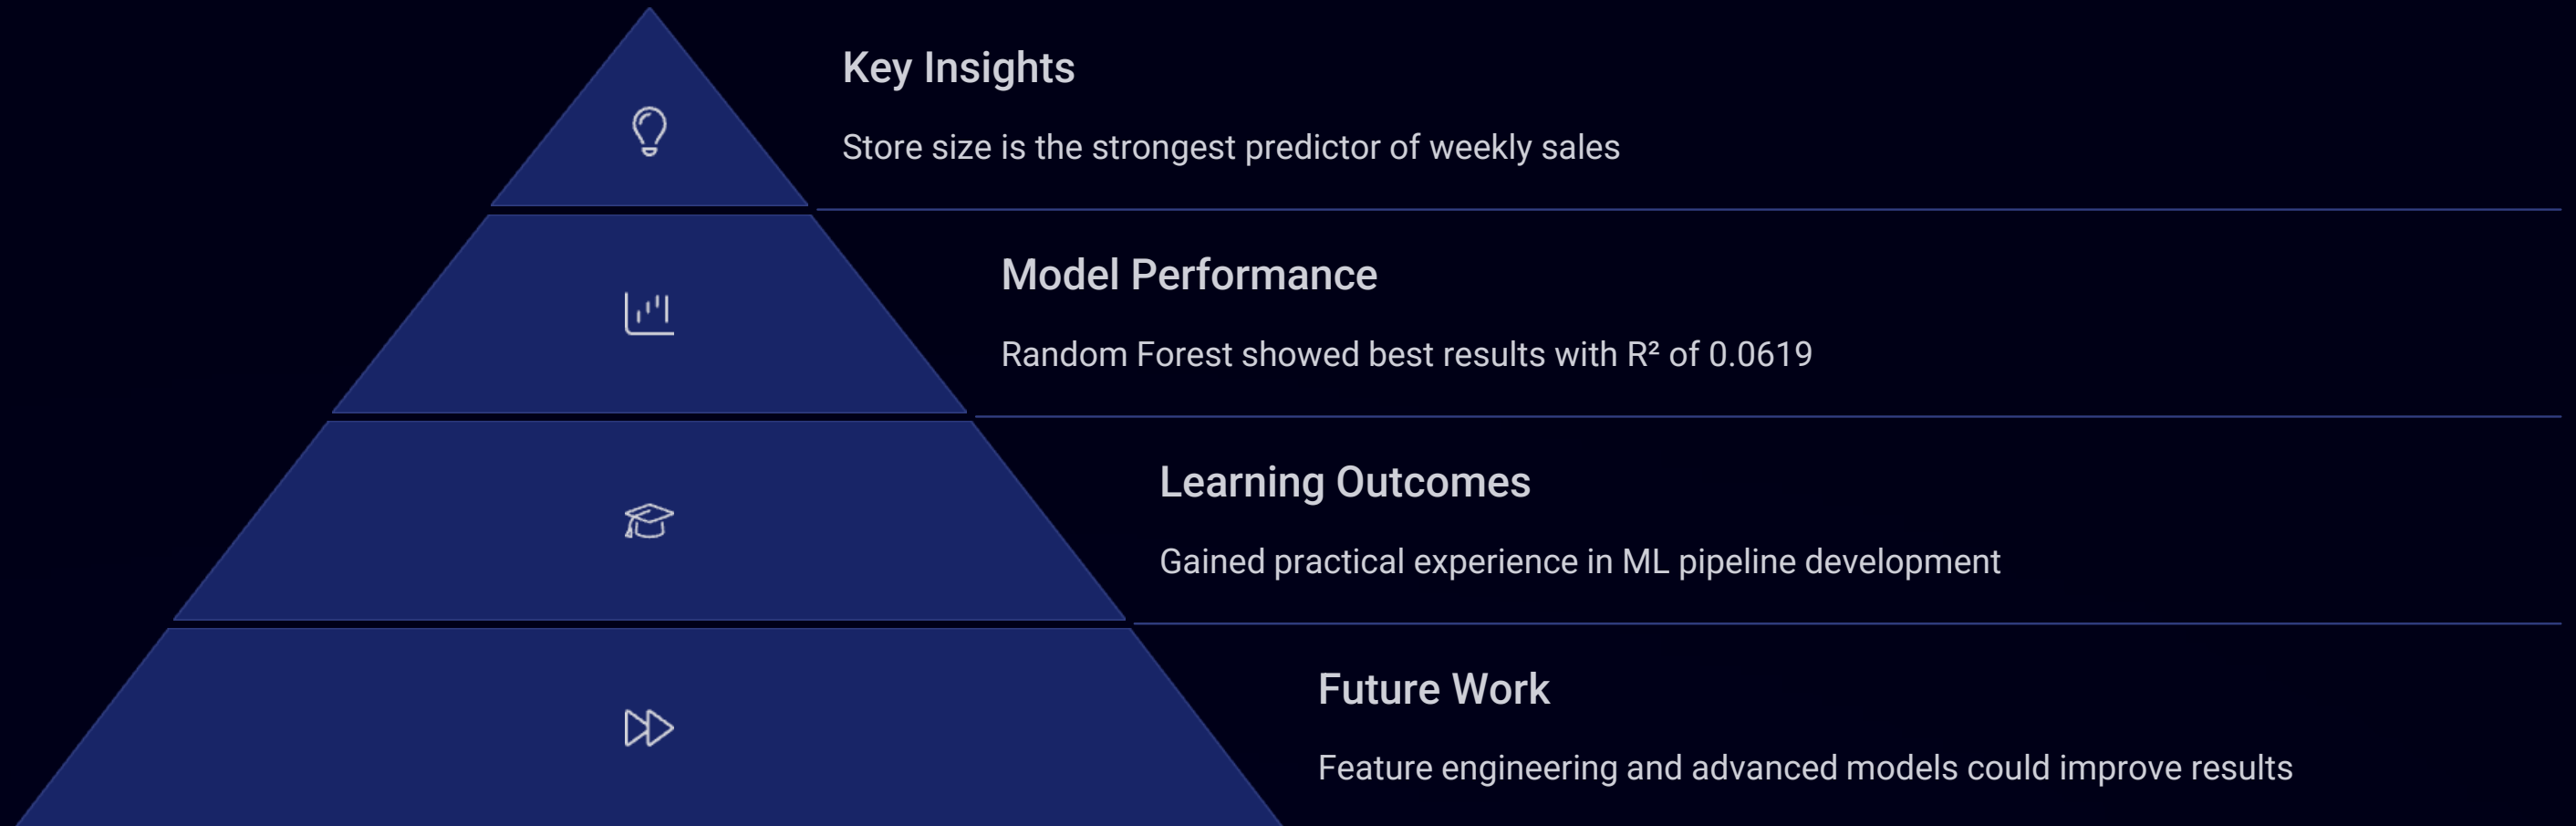 Key Insights
Store size is the strongest predictor of weekly sales
Model Performance
Random Forest showed best results with R² of 0.0619
Learning Outcomes
Gained practical experience in ML pipeline development
Future Work
Feature engineering and advanced models could improve results